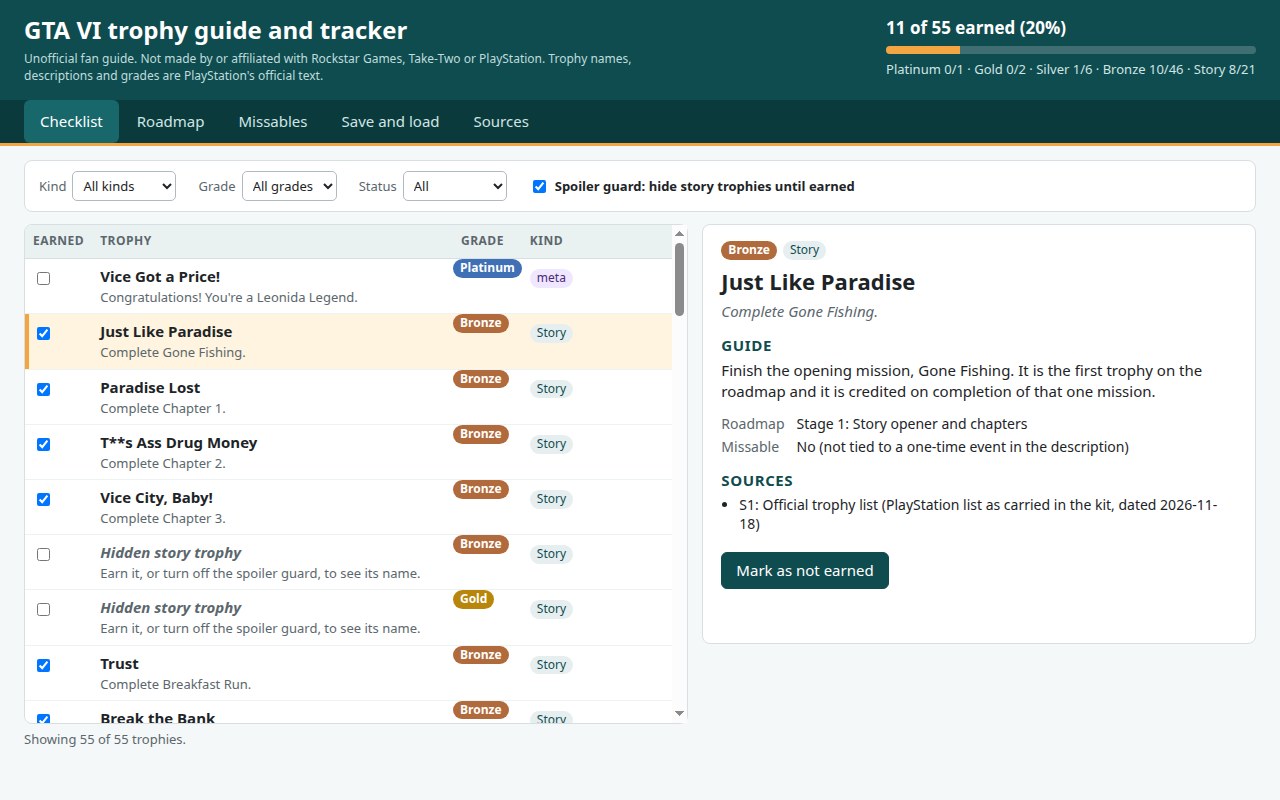 GTA VI trophy guide and tracker
Unofficial fan guide. Not made by or affiliated with Rockstar Games, Take-Two or PlayStation. Trophy names,
descriptions and grades are PlayStation's official text.
11 of 55 earned (20%)
Platinum 0/1 · Gold 0/2 · Silver 1/6 · Bronze 10/46 · Story 8/21
Checklist Roadmap Missables Save and load Sources
Kind All kinds Grade All grades Status All Spoiler guard: hide story trophies until earned
EARNED TROPHY GRADE KIND
Vice Got a Price! Platinum meta
Congratulations! You're a Leonida Legend.
Just Like Paradise Bronze Story
Complete Gone Fishing.
Paradise Lost Bronze Story
Complete Chapter 1.
T**s Ass Drug Money Bronze Story
Complete Chapter 2.
Vice City, Baby! Bronze Story
Complete Chapter 3.
Hidden story trophy Bronze Story
Earn it, or turn off the spoiler guard, to see its name.
Hidden story trophy Gold Story
Earn it, or turn off the spoiler guard, to see its name.
Trust Bronze Story
Complete Breakfast Run.
Break the Bank Bronze Story
Showing 55 of 55 trophies.
Bronze Story
Just Like Paradise
Complete Gone Fishing.
GUIDE
Finish the opening mission, Gone Fishing. It is the first trophy on the
roadmap and it is credited on completion of that one mission.
Roadmap Stage 1: Story opener and chapters
Missable No (not tied to a one-time event in the description)
SOURCES
• S1: Official trophy list (PlayStation list as carried in the kit, dated 2026-11-
18)
Mark as not earned